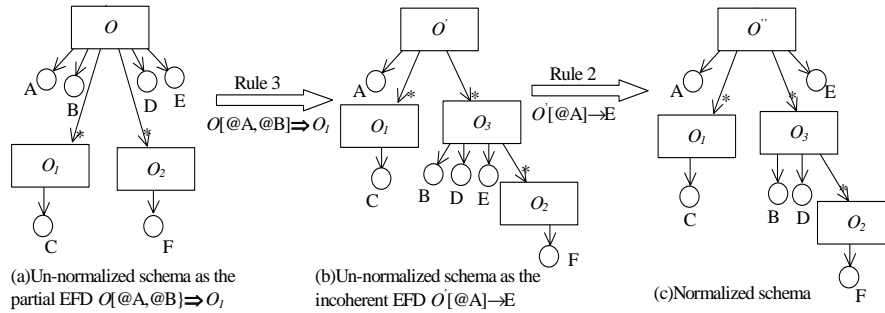 O
A
B
D
E
*
*
O1
O2
C
F
(a)Un-normalized schema as the
partial EFD O[@A,@B}⇒O1
Rule 3
O[@A,@B]⇒O1
O'
A
*
*
O1
O3
C
B
D
E
*
O2
F
(b)Un-normalized schema as the
incoherent EFD O'[@A]→E
Rule 2
O'[@A]→E
O''
A
E
*
*
O1
O3
C
B
D
*
O2
F
(c)Normalized schema